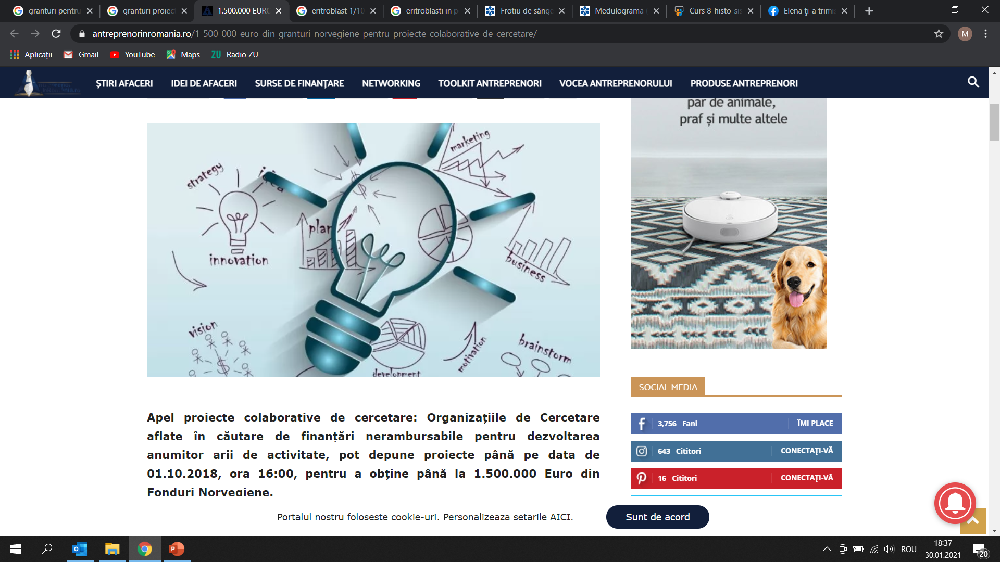 granturi pentru
granturi proiect
1.500.000 EURO
eritroblast 1/10
eritroblasti in p
Frotiu de sânge
Medulograma
Curs 8-histo-sis
Elena ți-a trimis
antreprenorinromania.ro/1-500-000-euro-din-granturi-norvegiene-pentru-proiecte-colaborative-de-cercetare/
M
Aplicații
Gmail
YouTube
Maps
ZU Radio ZU
ȘTIRI AFACERI
IDEI DE AFACERI
SURSE DE FINANȚARE
NETWORKING
TOOLKIT ANTREPRENORI
VOCEA ANTREPRENORULUI
PRODUSE ANTREPRENORI
strategy
innovation
plan
marketing
business
vision
development
motivation
brainstorm
păr de animale,
praf și multe altele
Apel proiecte colaborative de cercetare: Organizațiile de Cercetare
aflate în căutare de finanțări nerambursabile pentru dezvoltarea
anumitor arii de activitate, pot depune proiecte până pe data de
01.10.2018, ora 16:00, pentru a obține până la 1.500.000 Euro din
Fonduri Norvegiene.
SOCIAL MEDIA
3,756 Fani ÎMI PLACE
643 Cititori CONECTAȚI-VĂ
16 Cititori CONECTAȚI-VĂ
Portalul nostru foloseste cookie-uri. Personalizeaza setarile AICI.
Sunt de acord
ROU
18:37
30.01.2021
20